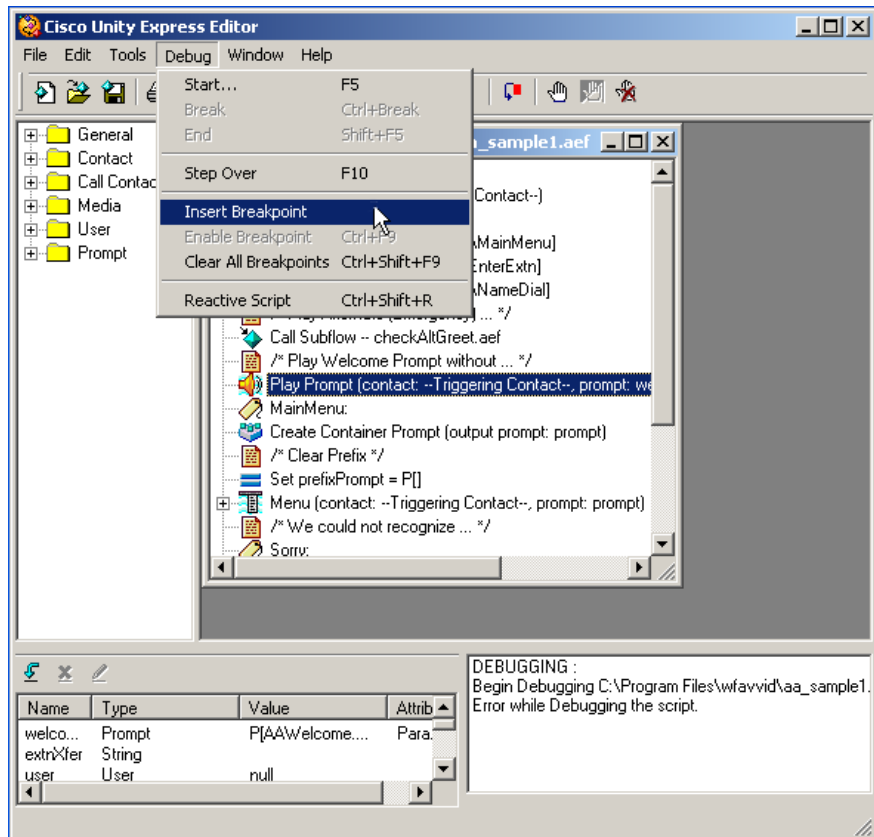 Cisco Unity Express Editor
File Edit Tools Debug Window Help
Start... F5
Break Ctrl+Break
End Shift+F5
Step Over F10
Insert Breakpoint
Enable Breakpoint
Clear All Breakpoints Ctrl+Shift+F9
Reactive Script Ctrl+Shift+R
General
Contact
Call Contac
Media
User
Prompt
_sample1.aef
Contact--)
MainMenu]
EnterExtn]
NameDial]
... */
Call Subflow -- checkAltGreet.aef
/* Play Welcome Prompt without ... */
Play Prompt (contact: --Triggering Contact--, prompt: we
MainMenu:
Create Container Prompt (output prompt: prompt)
/* Clear Prefix */
Set prefixPrompt = P[]
Menu (contact: --Triggering Contact--, prompt: prompt)
/* We could not recognize ... */
Sorry:
Name Type Value Attrib
welco... Prompt P[AAWelcome.... Para
extnXfer String
user User null
DEBUGGING :
Begin Debugging C:\Program Files\wfavvid\aa_sample1.
Error while Debugging the script.